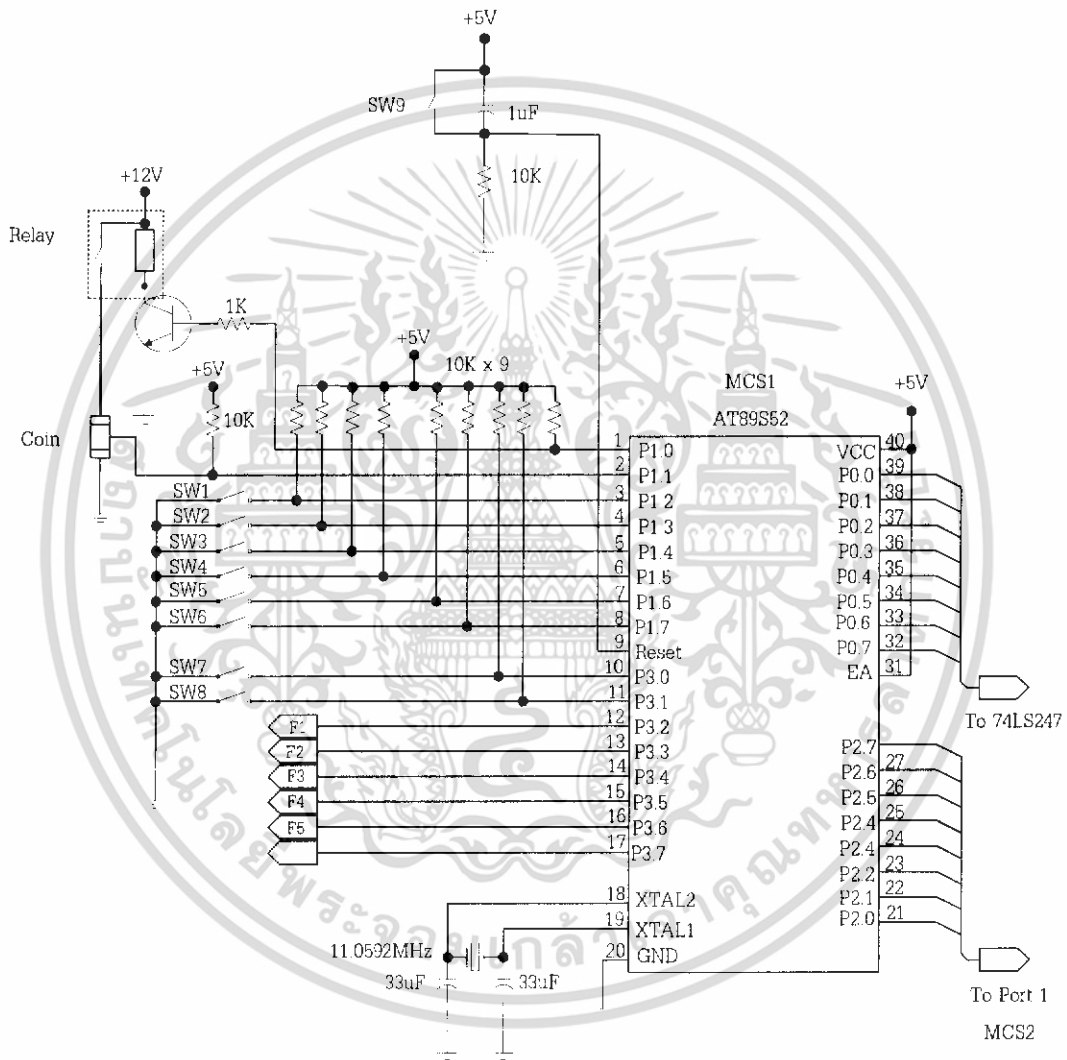 +5V
SW9
1uF
10K
+12V
Relay
1K
+5V
10K x 9
+5V
10K
Coin
MCS1
AT89S52
+5V
SW1
SW2
SW3
SW4
SW5
SW6
SW7
SW8
F1
F2
F3
F4
F5
1 P1.0
2 P1.1
3 P1.2
4 P1.3
5 P1.4
6 P1.5
7 P1.6
8 P1.7
9 Reset
10 P3.0
11 P3.1
12 P3.2
13 P3.3
14 P3.4
15 P3.5
16 P3.6
17 P3.7
18 XTAL2
19 XTAL1
20 GND
VCC 40
P0.0 39
P0.1 38
P0.2 37
P0.3 36
P0.4 35
P0.5 34
P0.6 33
P0.7 32
EA 31
To 74LS247
P2.7
P2.6 27
P2.5 26
P2.4 25
P2.4 24
P2.2 23
P2.1 22
P2.0 21
11.0592MHz
33uF
33uF
To Port 1
MCS2